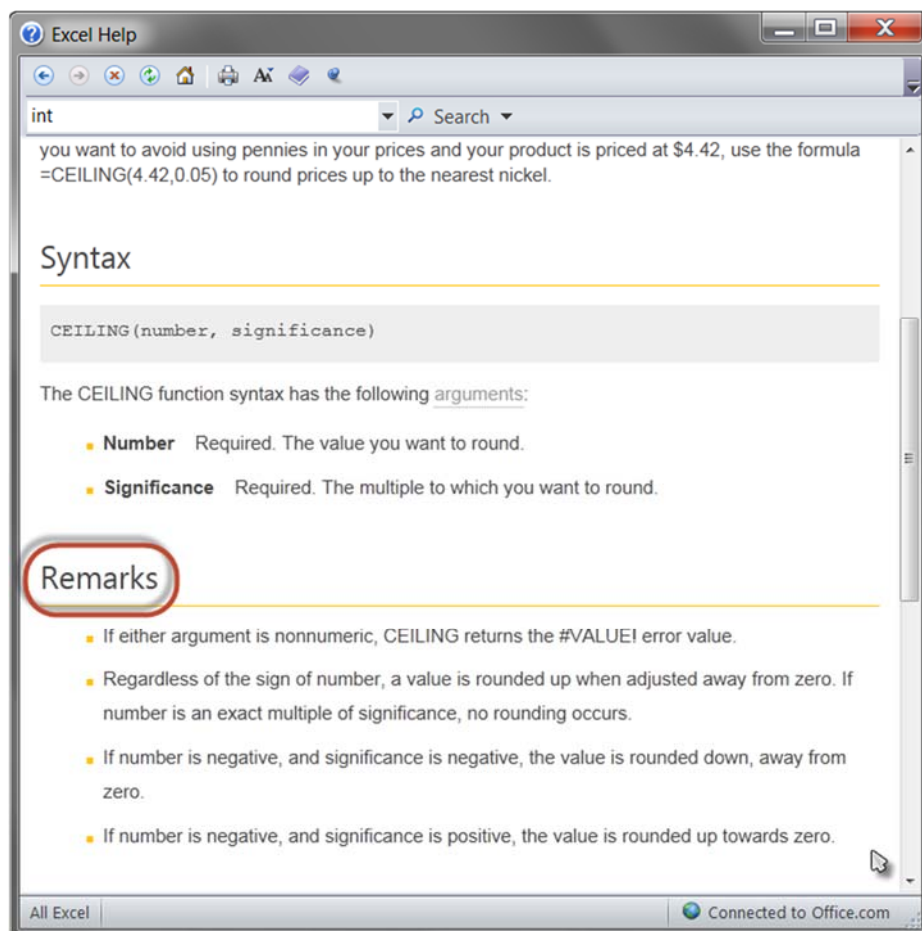 Excel Help
int
Search
you want to avoid using pennies in your prices and your product is priced at $4.42, use the formula
=CEILING(4.42,0.05) to round prices up to the nearest nickel.
Syntax
CEILING(number, significance)
The CEILING function syntax has the following arguments:
Number Required. The value you want to round.
Significance Required. The multiple to which you want to round.
Remarks
If either argument is nonnumeric, CEILING returns the #VALUE! error value.
Regardless of the sign of number, a value is rounded up when adjusted away from zero. If
number is an exact multiple of significance, no rounding occurs.
If number is negative, and significance is negative, the value is rounded down, away from
zero.
If number is negative, and significance is positive, the value is rounded up towards zero.
All Excel
Connected to Office.com